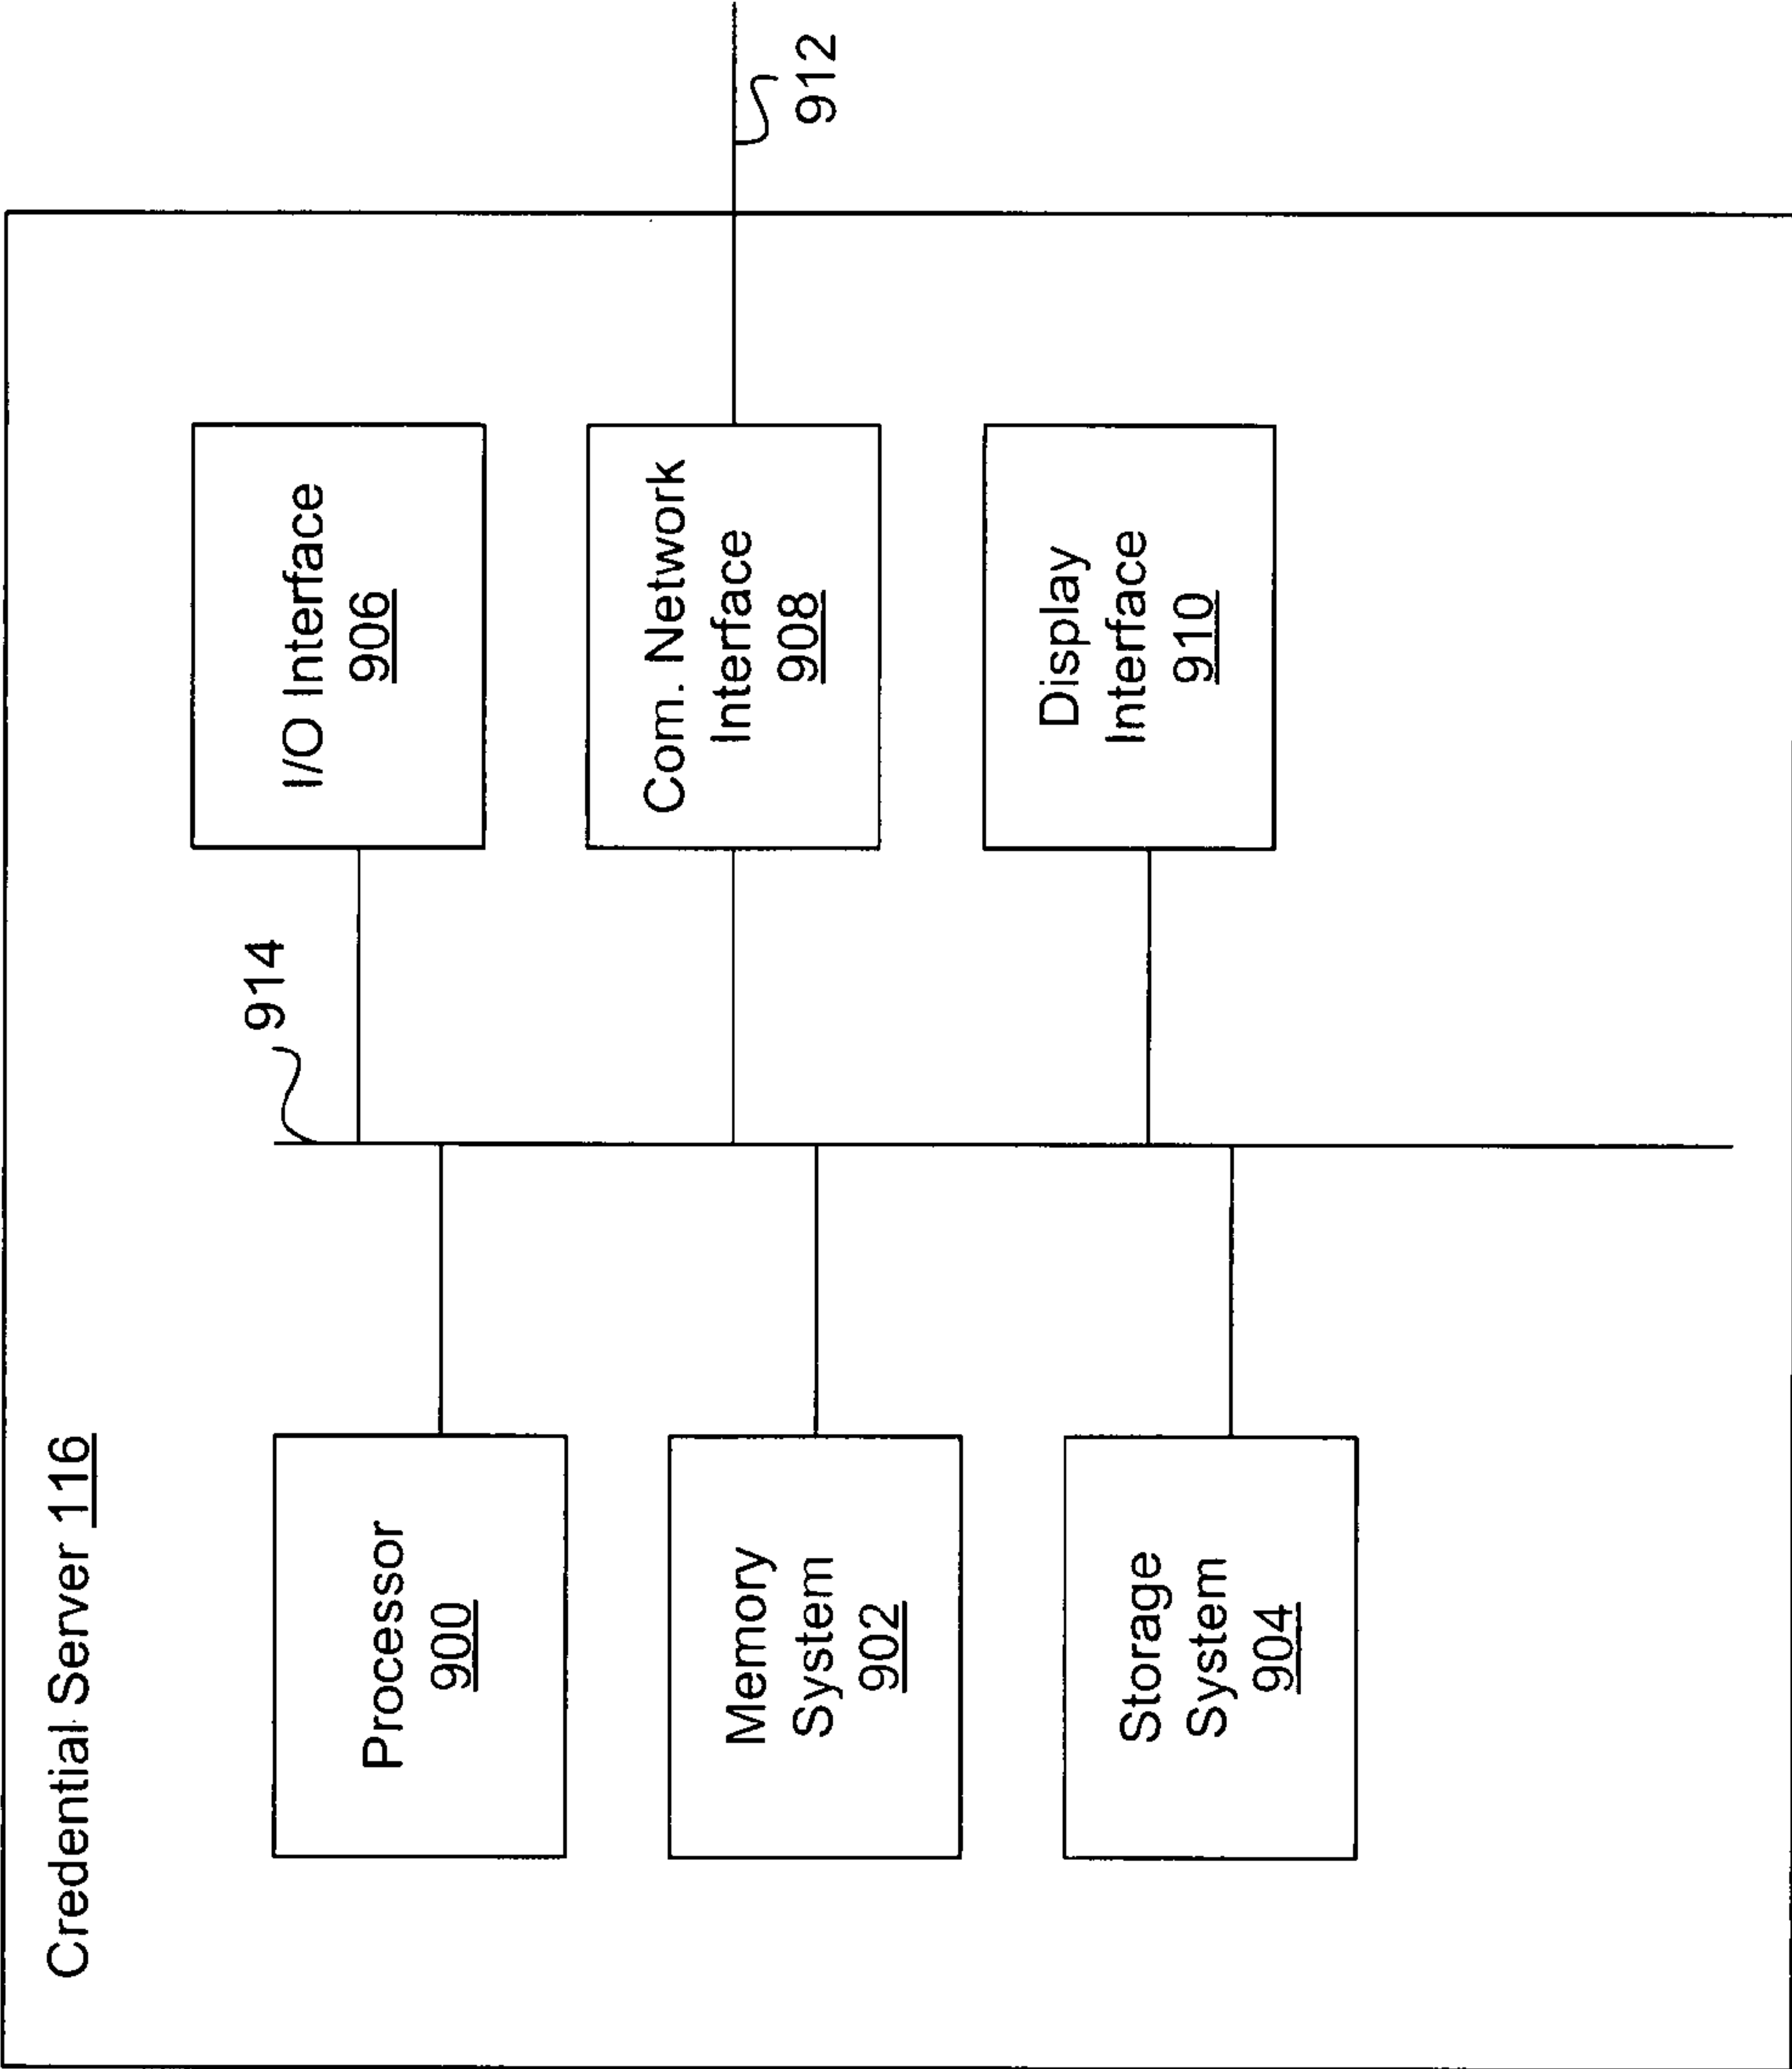 Credential Server 116
Processor
900
Memory
System
902
Storage
System
904
914
I/O Interface
906
Com. Network
Interface
908
Display
Interface
910
912